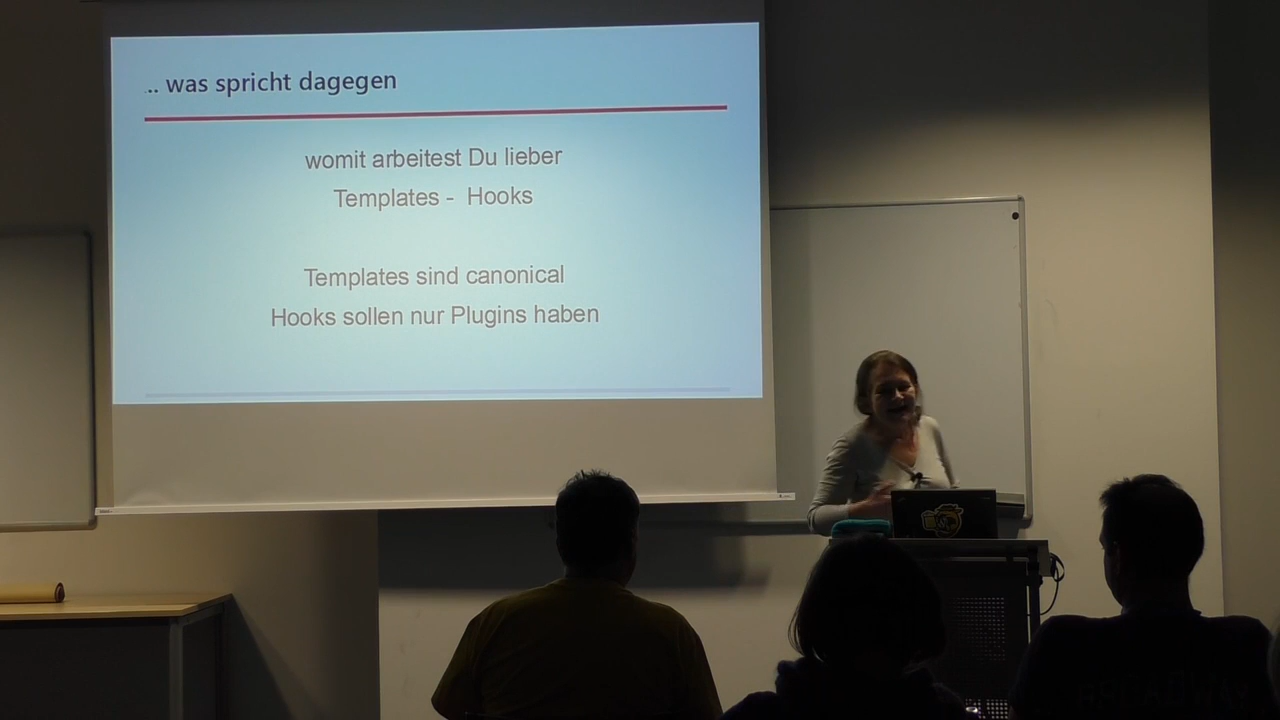 .. was spricht dagegen
womit arbeitest Du lieber
Templates - Hooks
Templates sind canonical
Hooks sollen nur Plugins haben